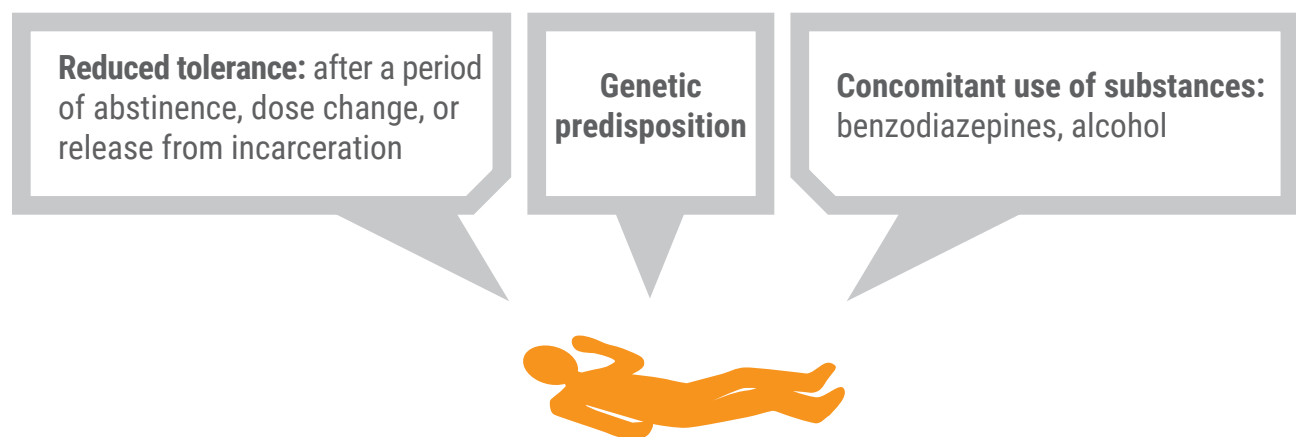 Reduced tolerance: after a period
of abstinence, dose change, or
release from incarceration
Genetic
predisposition
Concomitant use of substances:
benzodiazepines, alcohol